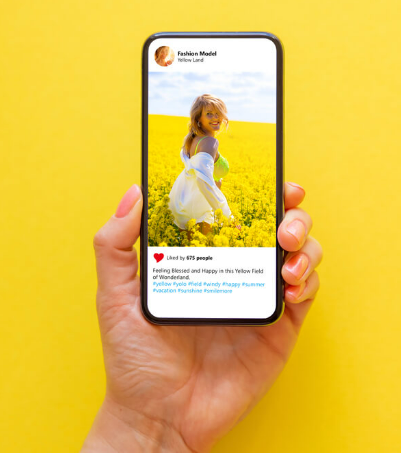 Fashion Model
Yellow Land
Liked by 675 people
Feeling Blessed and Happy in this Yellow Field
of Wonderland.
#yellow #yolo #field #windy #happy #summer
#vacation #sunshine #smilemore